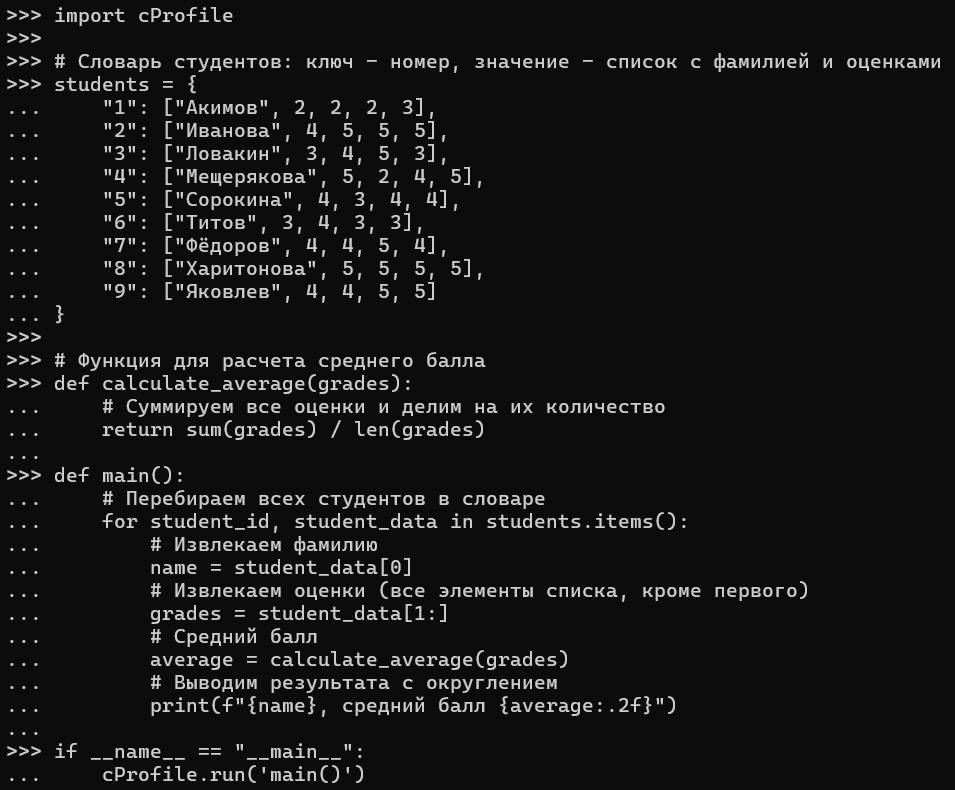 >>> import cProfile
>>>
>>> # Словарь студентов: ключ – номер, значение – список с фамилией и оценками
>>> students = {
...     "1": ["Акимов", 2, 2, 2, 3],
...     "2": ["Иванова", 4, 5, 5, 5],
...     "3": ["Ловакин", 3, 4, 5, 3],
...     "4": ["Мещерякова", 5, 2, 4, 5],
...     "5": ["Сорокина", 4, 3, 4, 4],
...     "6": ["Титов", 3, 4, 3, 3],
...     "7": ["Фёдоров", 4, 4, 5, 4],
...     "8": ["Харитонова", 5, 5, 5, 5],
...     "9": ["Яковлев", 4, 4, 5, 5]
... }
>>>
>>> # Функция для расчета среднего балла
>>> def calculate_average(grades):
...     # Суммируем все оценки и делим на их количество
...     return sum(grades) / len(grades)
...
>>> def main():
...     # Перебираем всех студентов в словаре
...     for student_id, student_data in students.items():
...         # Извлекаем фамилию
...         name = student_data[0]
...         # Извлекаем оценки (все элементы списка, кроме первого)
...         grades = student_data[1:]
...         # Средний балл
...         average = calculate_average(grades)
...         # Выводим результата с округлением
...         print(f"{name}, средний балл {average:.2f}")
...
>>> if __name__ == "__main__":
...     cProfile.run('main()')